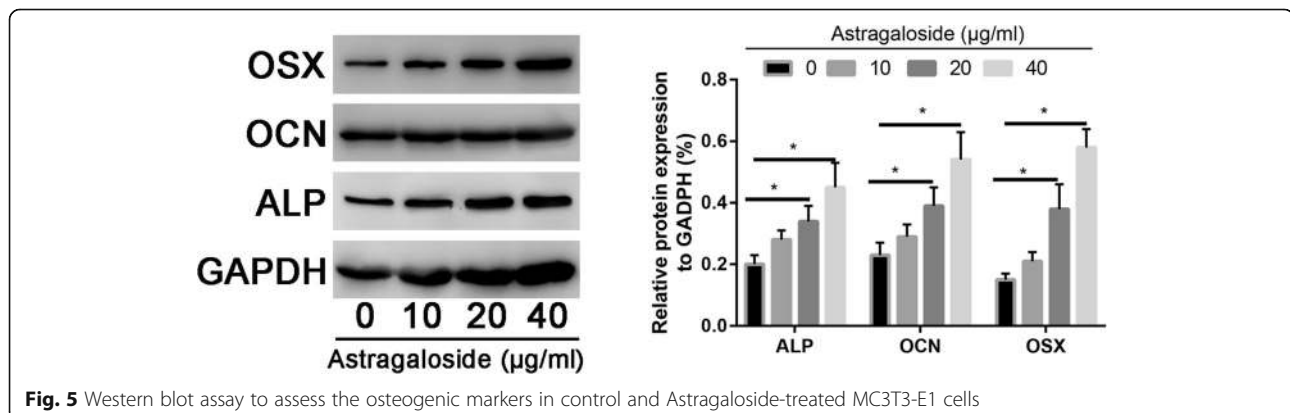 OSX
OCN
ALP
GAPDH
0 10 20 40
Astragaloside (µg/ml)
Astragaloside (µg/ml)
0 10 20 40
Relative protein expression
to GADPH (%)
0.8
0.6
0.4
0.2
0.0
* * * * * *
ALP OCN OSX
Fig. 5 Western blot assay to assess the osteogenic markers in control and Astragaloside-treated MC3T3-E1 cells